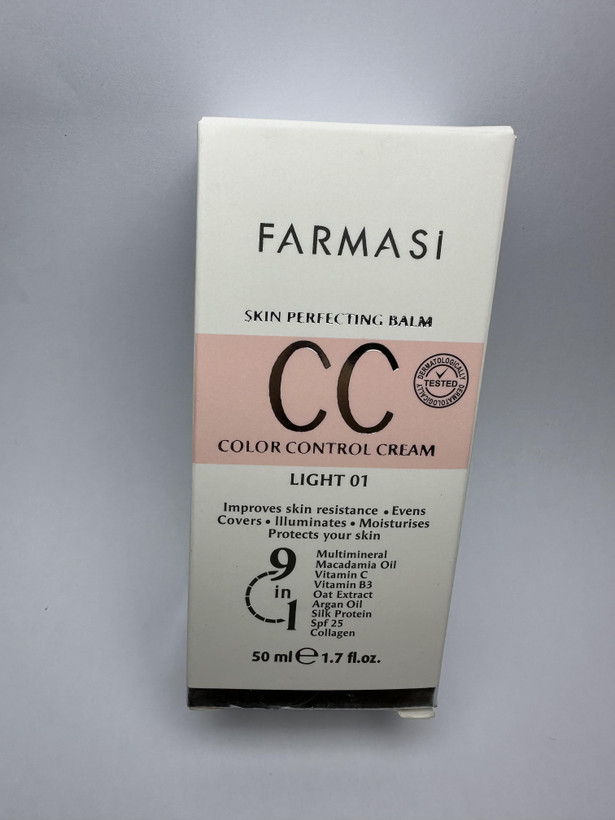 FARMASi
SKIN PERFECTING BALM
CC
DERMATOLOGICALLY
TESTED
DERMATOLOGICALLY
COLOR CONTROL CREAM
LIGHT 01
Improves skin resistance • Evens
Covers • Illuminates • Moisturises
Protects your skin
9
in
1
Multimineral
Macadamia Oil
Vitamin C
Vitamin B3
Oat Extract
Argan Oil
Silk Protein
Spf 25
Collagen
50 ml ℮ 1.7 fl.oz.